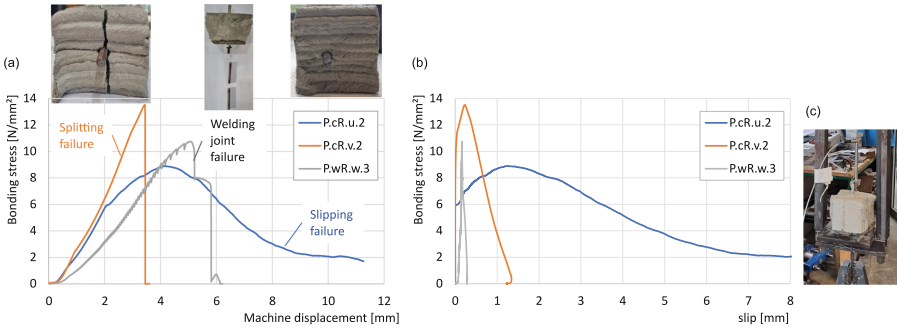 (a)
Bonding stress [N/mm²]
14
12
10
8
6
4
2
0
0 2 4 6 8 10 12
Machine displacement [mm]
Splitting
failure
Welding
joint
failure
Slipping
failure
P.cR.u.2
P.cR.v.2
P.wR.w.3
(b)
Bonding stress [N/mm²]
14
12
10
8
6
4
2
0
0 1 2 3 4 5 6 7 8
slip [mm]
P.cR.u.2
P.cR.v.2
P.wR.w.3
(c)